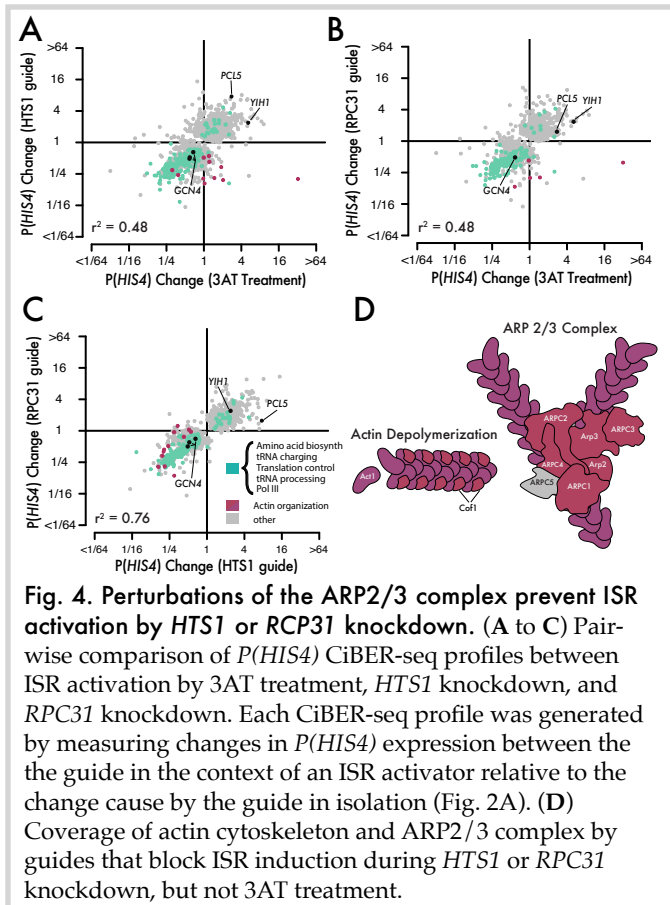 A
P(HIS4) Change (HTS1 guide)
>64
16
4
1
1/4
1/16
<1/64
PCL5
YIH1
GCN4
r² = 0.48
<1/64
1/16
1/4
1
4
16
>64
P(HIS4) Change (3AT Treatment)
B
P(HIS4) Change (RPC31 guide)
>64
16
4
1
1/4
1/16
<1/64
PCL5
YIH1
GCN4
r² = 0.48
<1/64
1/16
1/4
1
4
16
>64
P(HIS4) Change (3AT Treatment)
C
P(HIS4) Change (RPC31 guide)
>64
16
4
1
1/4
1/16
<1/64
YIH1
PCL5
GCN4
r² = 0.76
<1/64
1/16
1/4
1
4
16
>64
P(HIS4) Change (HTS1 guide)
Amino acid biosynth
tRNA charging
Translation control
tRNA processing
Pol III
Actin organization
other
D
ARP 2/3 Complex
Actin Depolymerization
Act1
Cof1
ARPC2
Arp3
ARPC3
ARPC4
Arp2
ARPC5
ARPC1
Fig. 4. Perturbations of the ARP2/3 complex prevent ISR
activation by HTS1 or RCP31 knockdown. (A to C) Pair-
wise comparison of P(HIS4) CiBER-seq profiles between
ISR activation by 3AT treatment, HTS1 knockdown, and
RPC31 knockdown. Each CiBER-seq profile was generated
by measuring changes in P(HIS4) expression between the
the guide in the context of an ISR activator relative to the
change cause by the guide in isolation (Fig. 2A). (D)
Coverage of actin cytoskeleton and ARP2/3 complex by
guides that block ISR induction during HTS1 or RPC31
knockdown, but not 3AT treatment.